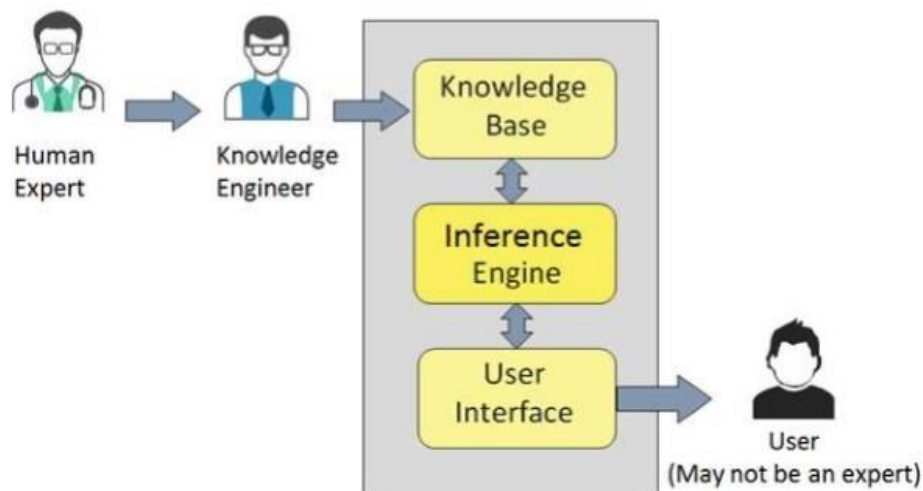 Human
Expert
Knowledge
Engineer
Knowledge
Base
Inference
Engine
User
Interface
User
(May not be an expert)